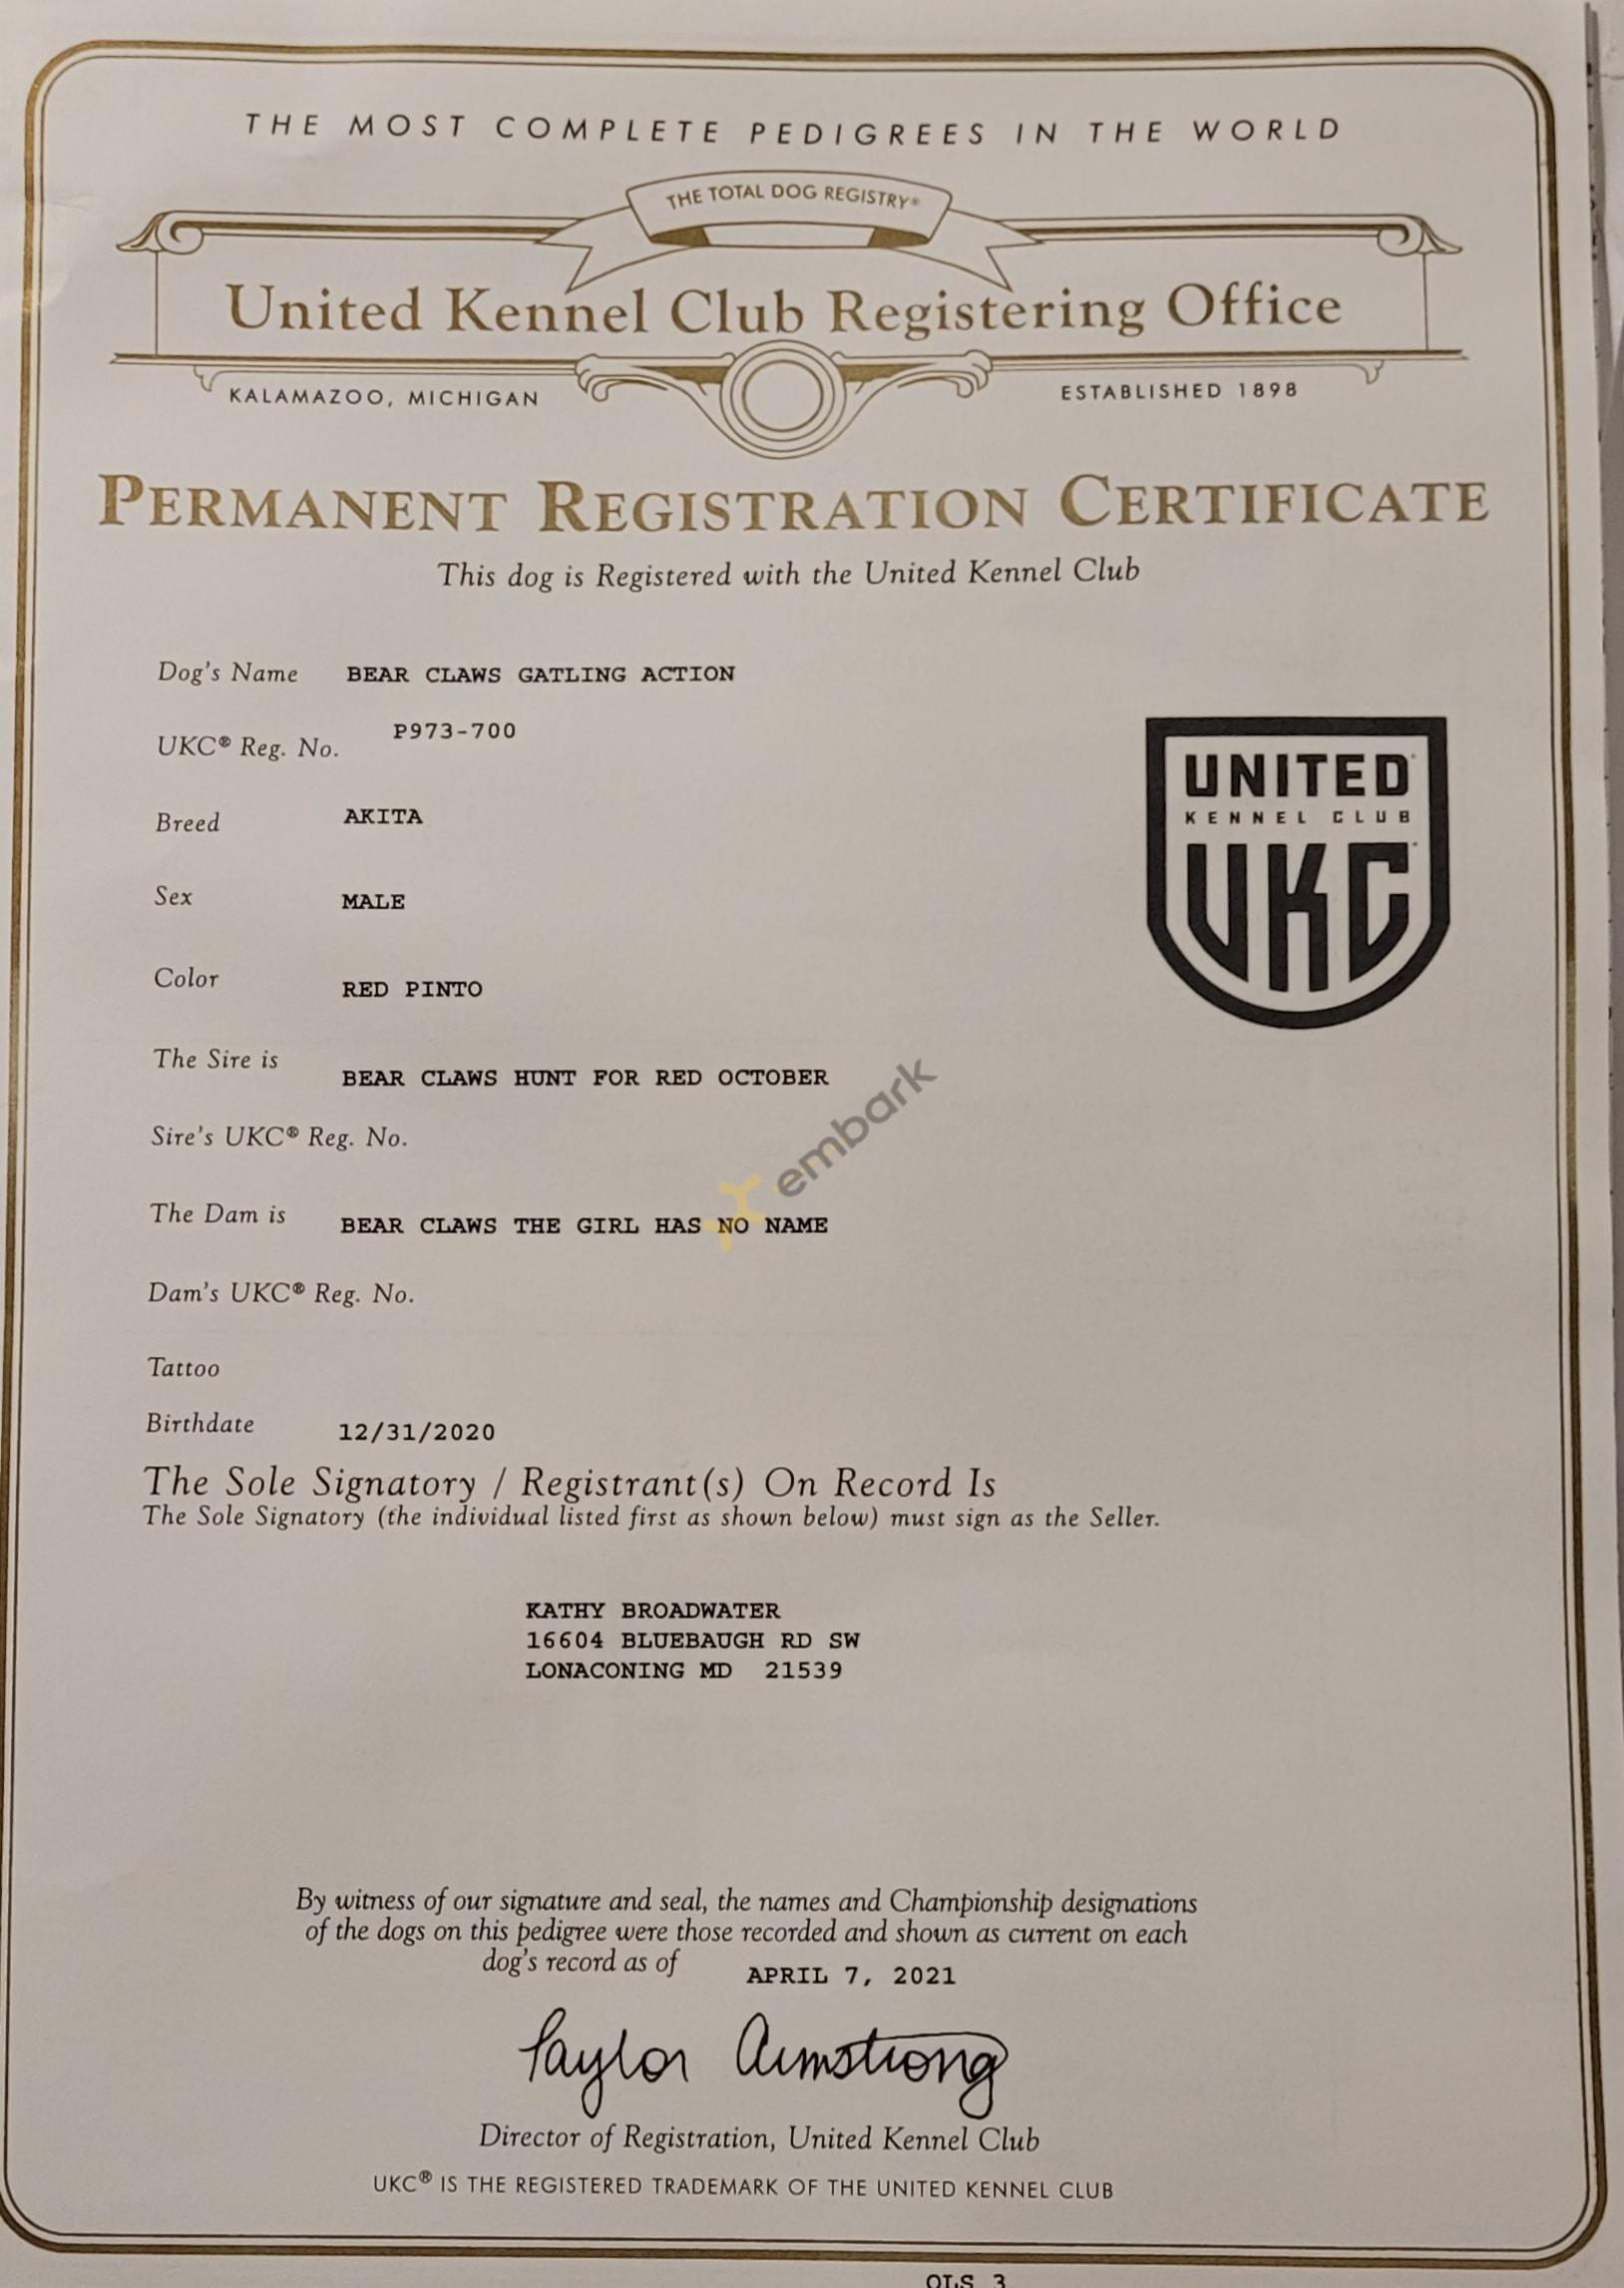 THE MOST COMPLETE PEDIGREES IN THE WORLD
THE TOTAL DOG REGISTRY®
United Kennel Club Registering Office
KALAMAZOO, MICHIGAN
ESTABLISHED 1898
PERMANENT REGISTRATION CERTIFICATE
This dog is Registered with the United Kennel Club
Dog's Name BEAR CLAWS GATLING ACTION
UKC® Reg. No. P973-700
Breed AKITA
Sex MALE
Color RED PINTO
UNITED
KENNEL CLUB
UKC
The Sire is BEAR CLAWS HUNT FOR RED OCTOBER
Sire's UKC® Reg. No.
embark
The Dam is BEAR CLAWS THE GIRL HAS NO NAME
Dam's UKC® Reg. No.
Tattoo
Birthdate 12/31/2020
The Sole Signatory / Registrant(s) On Record Is
The Sole Signatory (the individual listed first as shown below) must sign as the Seller.
KATHY BROADWATER
16604 BLUEBAUGH RD SW
LONACONING MD 21539
By witness of our signature and seal, the names and Championship designations
of the dogs on this pedigree were those recorded and shown as current on each
dog's record as of APRIL 7, 2021
Taylor Armstrong
Director of Registration, United Kennel Club
UKC® IS THE REGISTERED TRADEMARK OF THE UNITED KENNEL CLUB
OLS 3